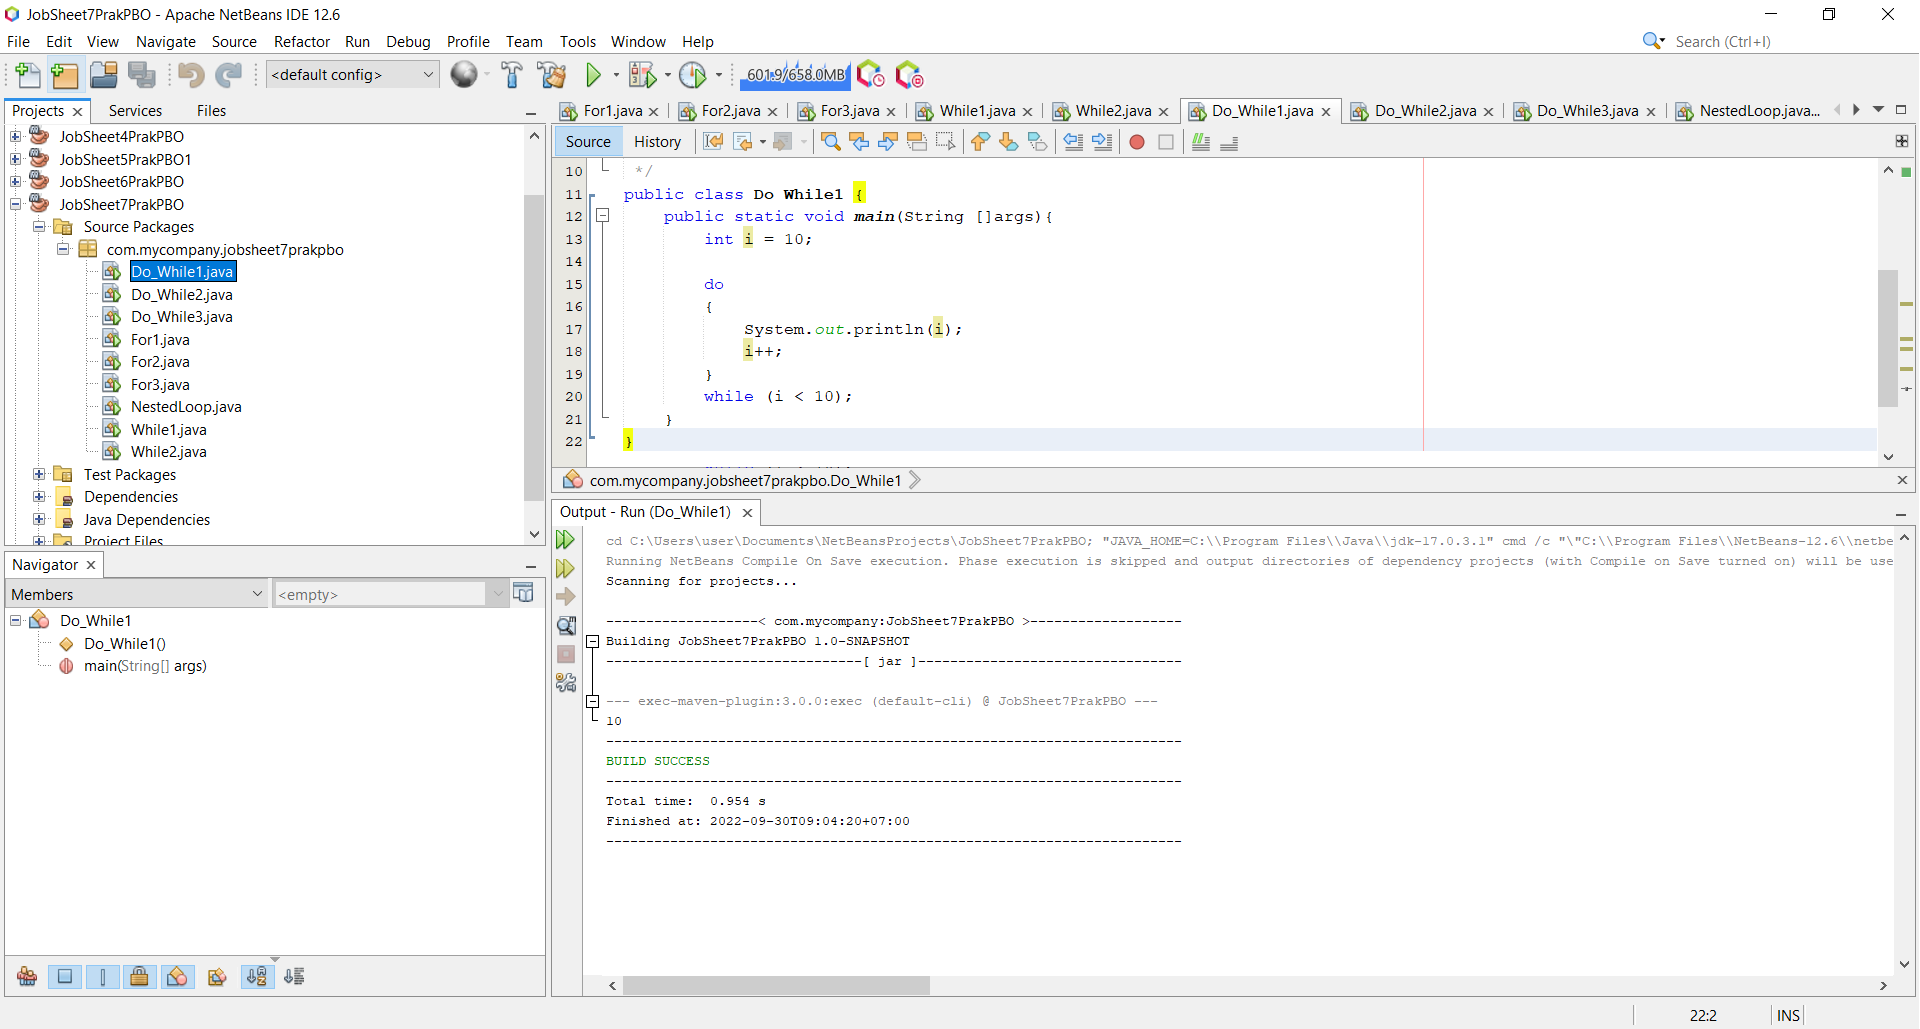 JobSheet7PrakPBO - Apache NetBeans IDE 12.6
File Edit View Navigate Source Refactor Run Debug Profile Team Tools Window Help
Search (Ctrl+I)
<default config>
601.9/658.0MB
Projects Services Files
JobSheet4PrakPBO
JobSheet5PrakPBO1
JobSheet6PrakPBO
JobSheet7PrakPBO
Source Packages
com.mycompany.jobsheet7prakpbo
Do_While1.java
Do_While2.java
Do_While3.java
For1.java
For2.java
For3.java
NestedLoop.java
While1.java
While2.java
Test Packages
Dependencies
Java Dependencies
Project Files
Navigator
Members
<empty>
Do_While1
Do_While1()
main(String[] args)
For1.java For2.java For3.java While1.java While2.java Do_While1.java Do_While2.java Do_While3.java NestedLoop.java...
Source History
10 */
11 public class Do While1 {
12 public static void main(String []args){
13 int i = 10;
14
15 do
16 {
17 System.out.println(i);
18 i++;
19 }
20 while (i < 10);
21 }
22 }
com.mycompany.jobsheet7prakpbo.Do_While1
Output - Run (Do_While1)
cd C:\Users\user\Documents\NetBeansProjects\JobSheet7PrakPBO; "JAVA_HOME=C:\\Program Files\\Java\\jdk-17.0.3.1" cmd /c "\"C:\\Program Files\\NetBeans-12.6\\netbe
Running NetBeans Compile On Save execution. Phase execution is skipped and output directories of dependency projects (with Compile on Save turned on) will be use
Scanning for projects...
-------------------< com.mycompany:JobSheet7PrakPBO >-------------------
Building JobSheet7PrakPBO 1.0-SNAPSHOT
--------------------------------[ jar ]---------------------------------
--- exec-maven-plugin:3.0.0:exec (default-cli) @ JobSheet7PrakPBO ---
10
------------------------------------------------------------------------
BUILD SUCCESS
------------------------------------------------------------------------
Total time: 0.954 s
Finished at: 2022-09-30T09:04:20+07:00
------------------------------------------------------------------------
22:2 INS